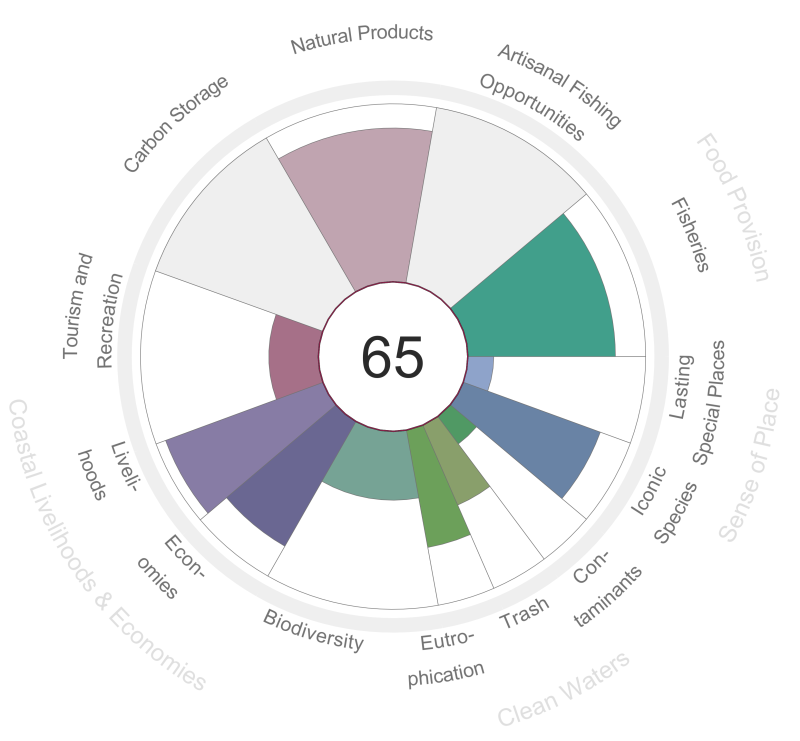 Natural Products
Artisanal Fishing
Opportunities
Carbon Storage
Food Provision
Fisheries
Tourism and
Recreation
65
Lasting
Special Places
Sense of Place
Iconic
Species
Coastal Livelihoods & Economies
Liveli-
hoods
Econ-
omies
Con-
taminants
Trash
Biodiversity
Eutro-
phication
Clean Waters